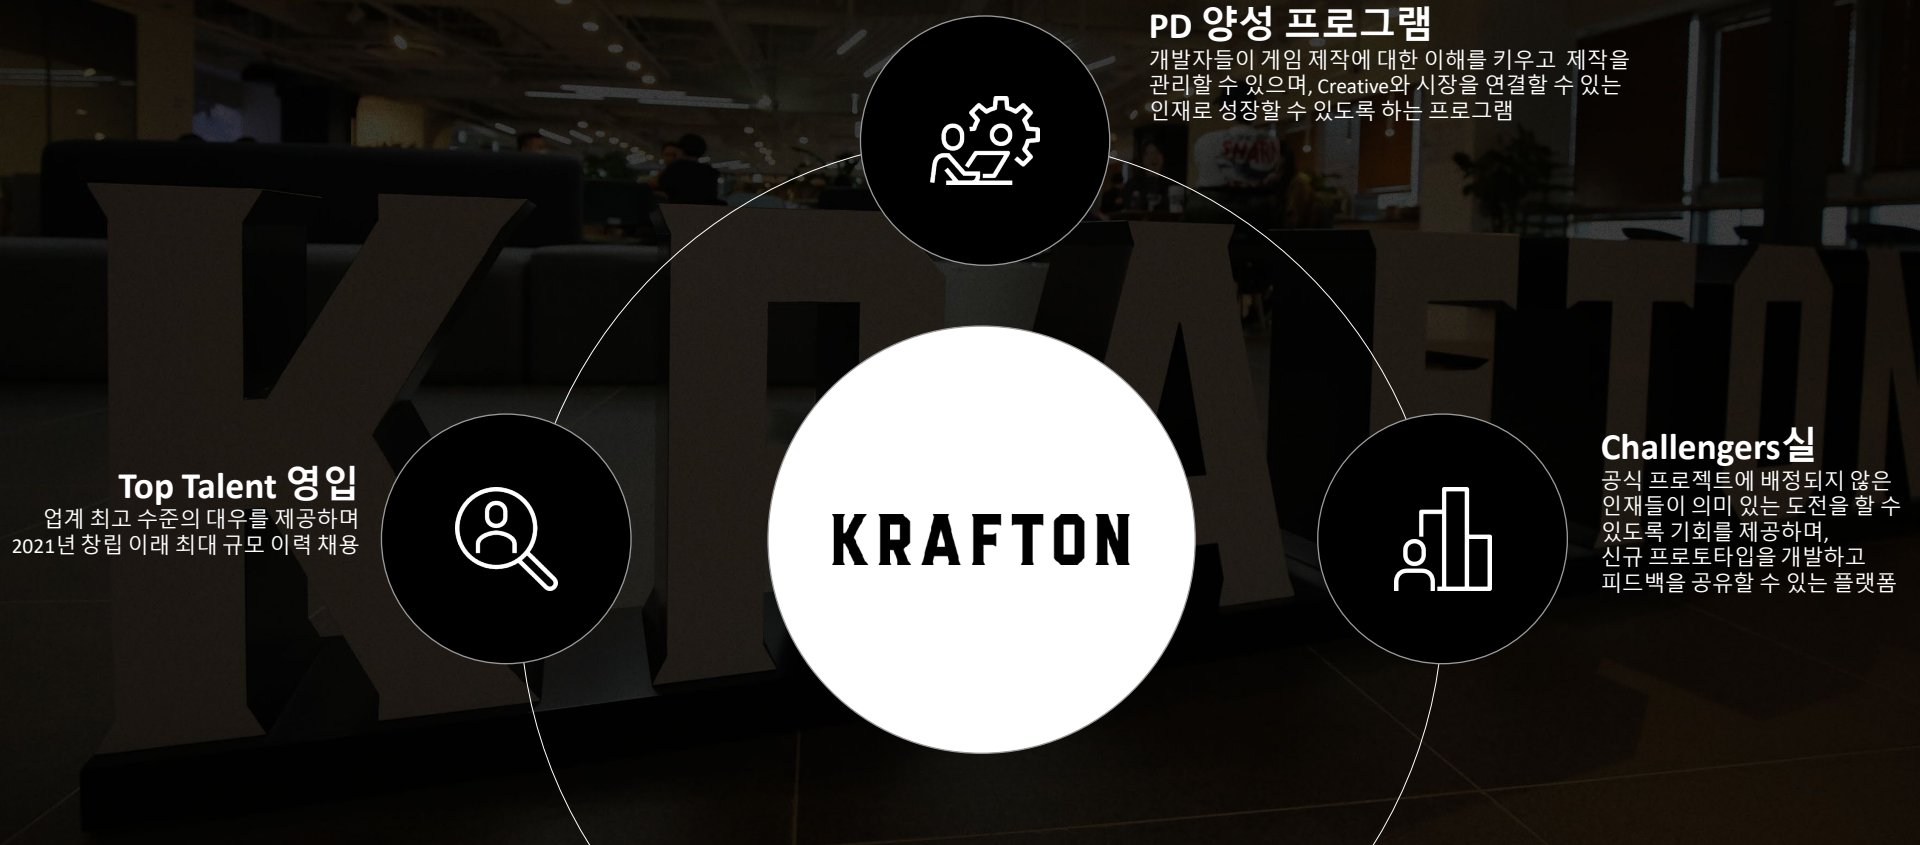 PD 양성 프로그램
개발자들이 게임 제작에 대한 이해를 키우고 제작을
관리할 수 있으며, Creative와 시장을 연결할 수 있는
인재로 성장할 수 있도록 하는 프로그램
SHARK
KRAFTON
Top Talent 영입
업계 최고 수준의 대우를 제공하며
2021년 창립 이래 최대 규모 이력 채용
KRAFTON
Challengers실
공식 프로젝트에 배정되지 않은
인재들이 의미 있는 도전을 할 수
있도록 기회를 제공하며,
신규 프로토타입을 개발하고
피드백을 공유할 수 있는 플랫폼